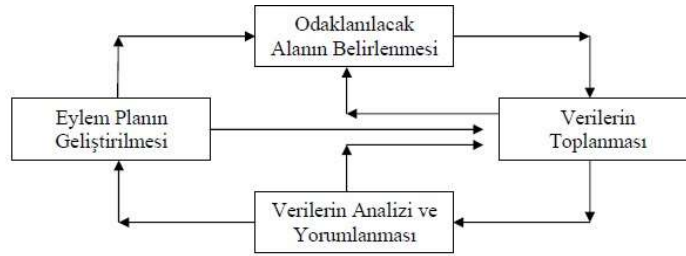 Odaklanılacak
Alanın Belirlenmesi
Eylem Planın
Geliştirilmesi
Verilerin
Toplanması
Verilerin Analizi ve
Yorumlanması